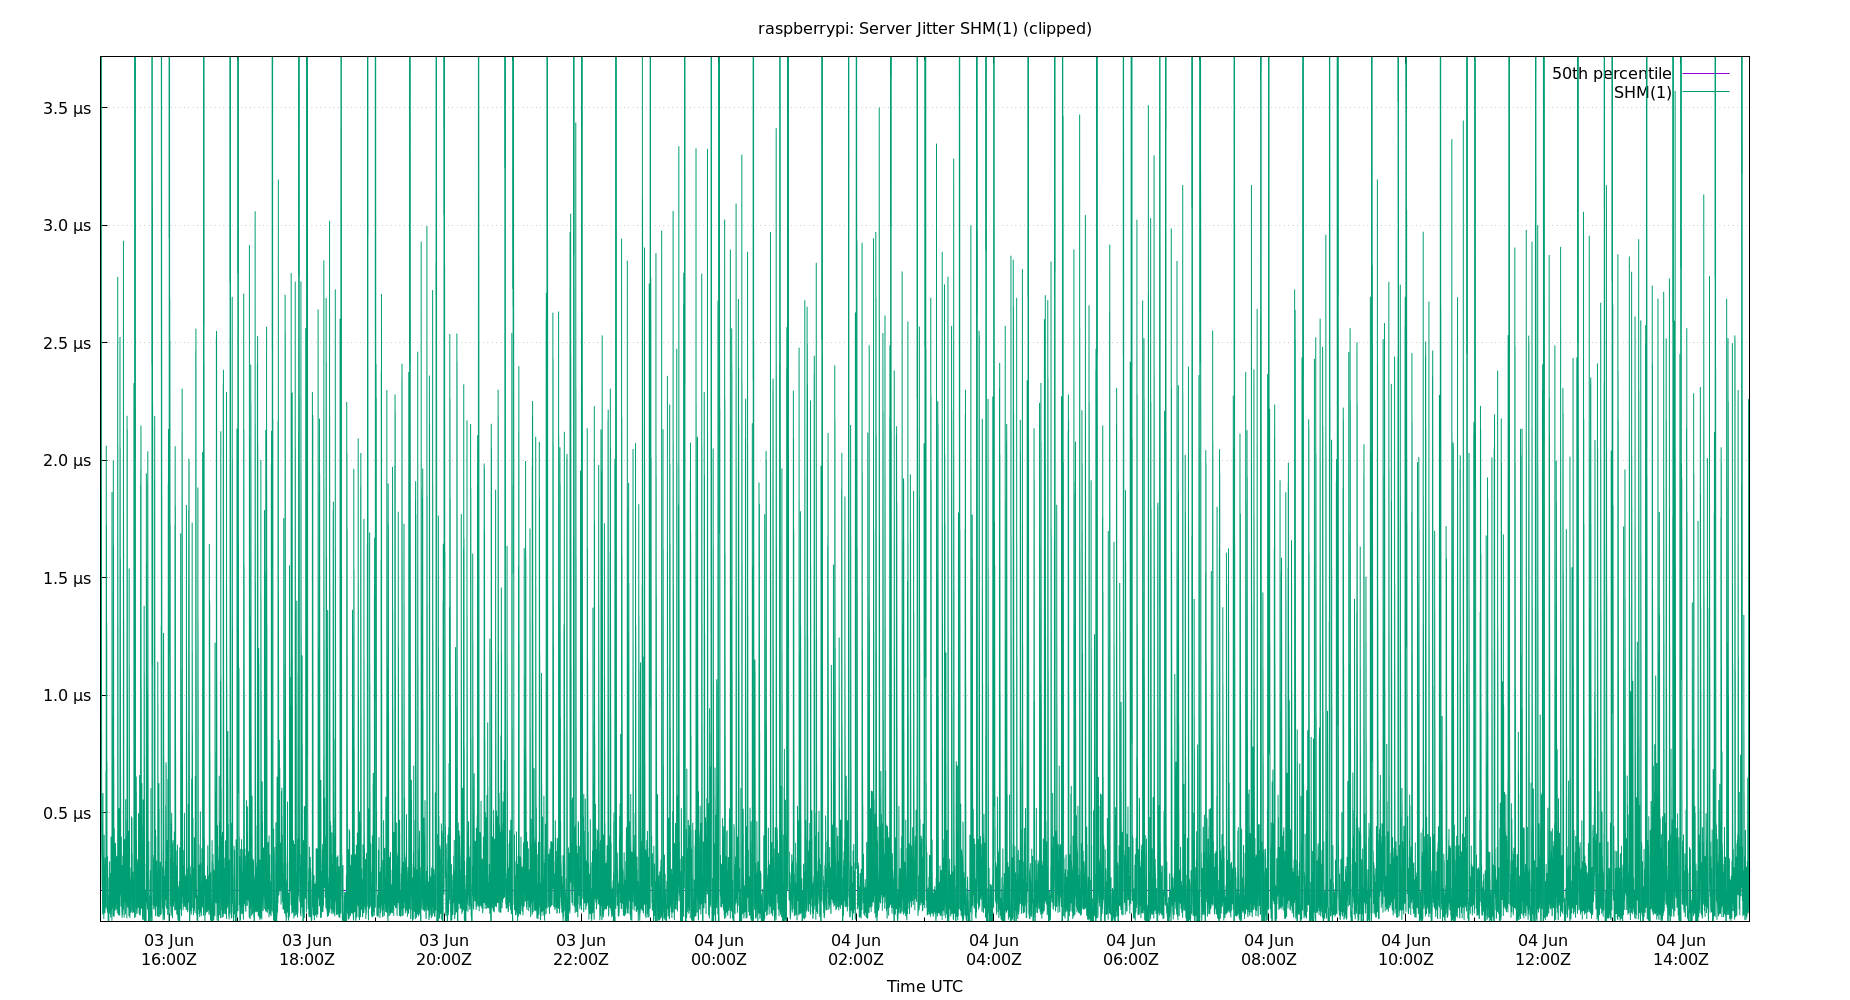 raspberrypi: Server Jitter SHM(1) (clipped)
50th percentile
SHM(1)
3.5 µs
3.0 µs
2.5 µs
2.0 µs
1.5 µs
1.0 µs
0.5 µs
03 Jun 03 Jun 03 Jun 03 Jun 04 Jun 04 Jun 04 Jun 04 Jun 04 Jun 04 Jun 04 Jun 04 Jun
16:00Z 18:00Z 20:00Z 22:00Z 00:00Z 02:00Z 04:00Z 06:00Z 08:00Z 10:00Z 12:00Z 14:00Z
Time UTC